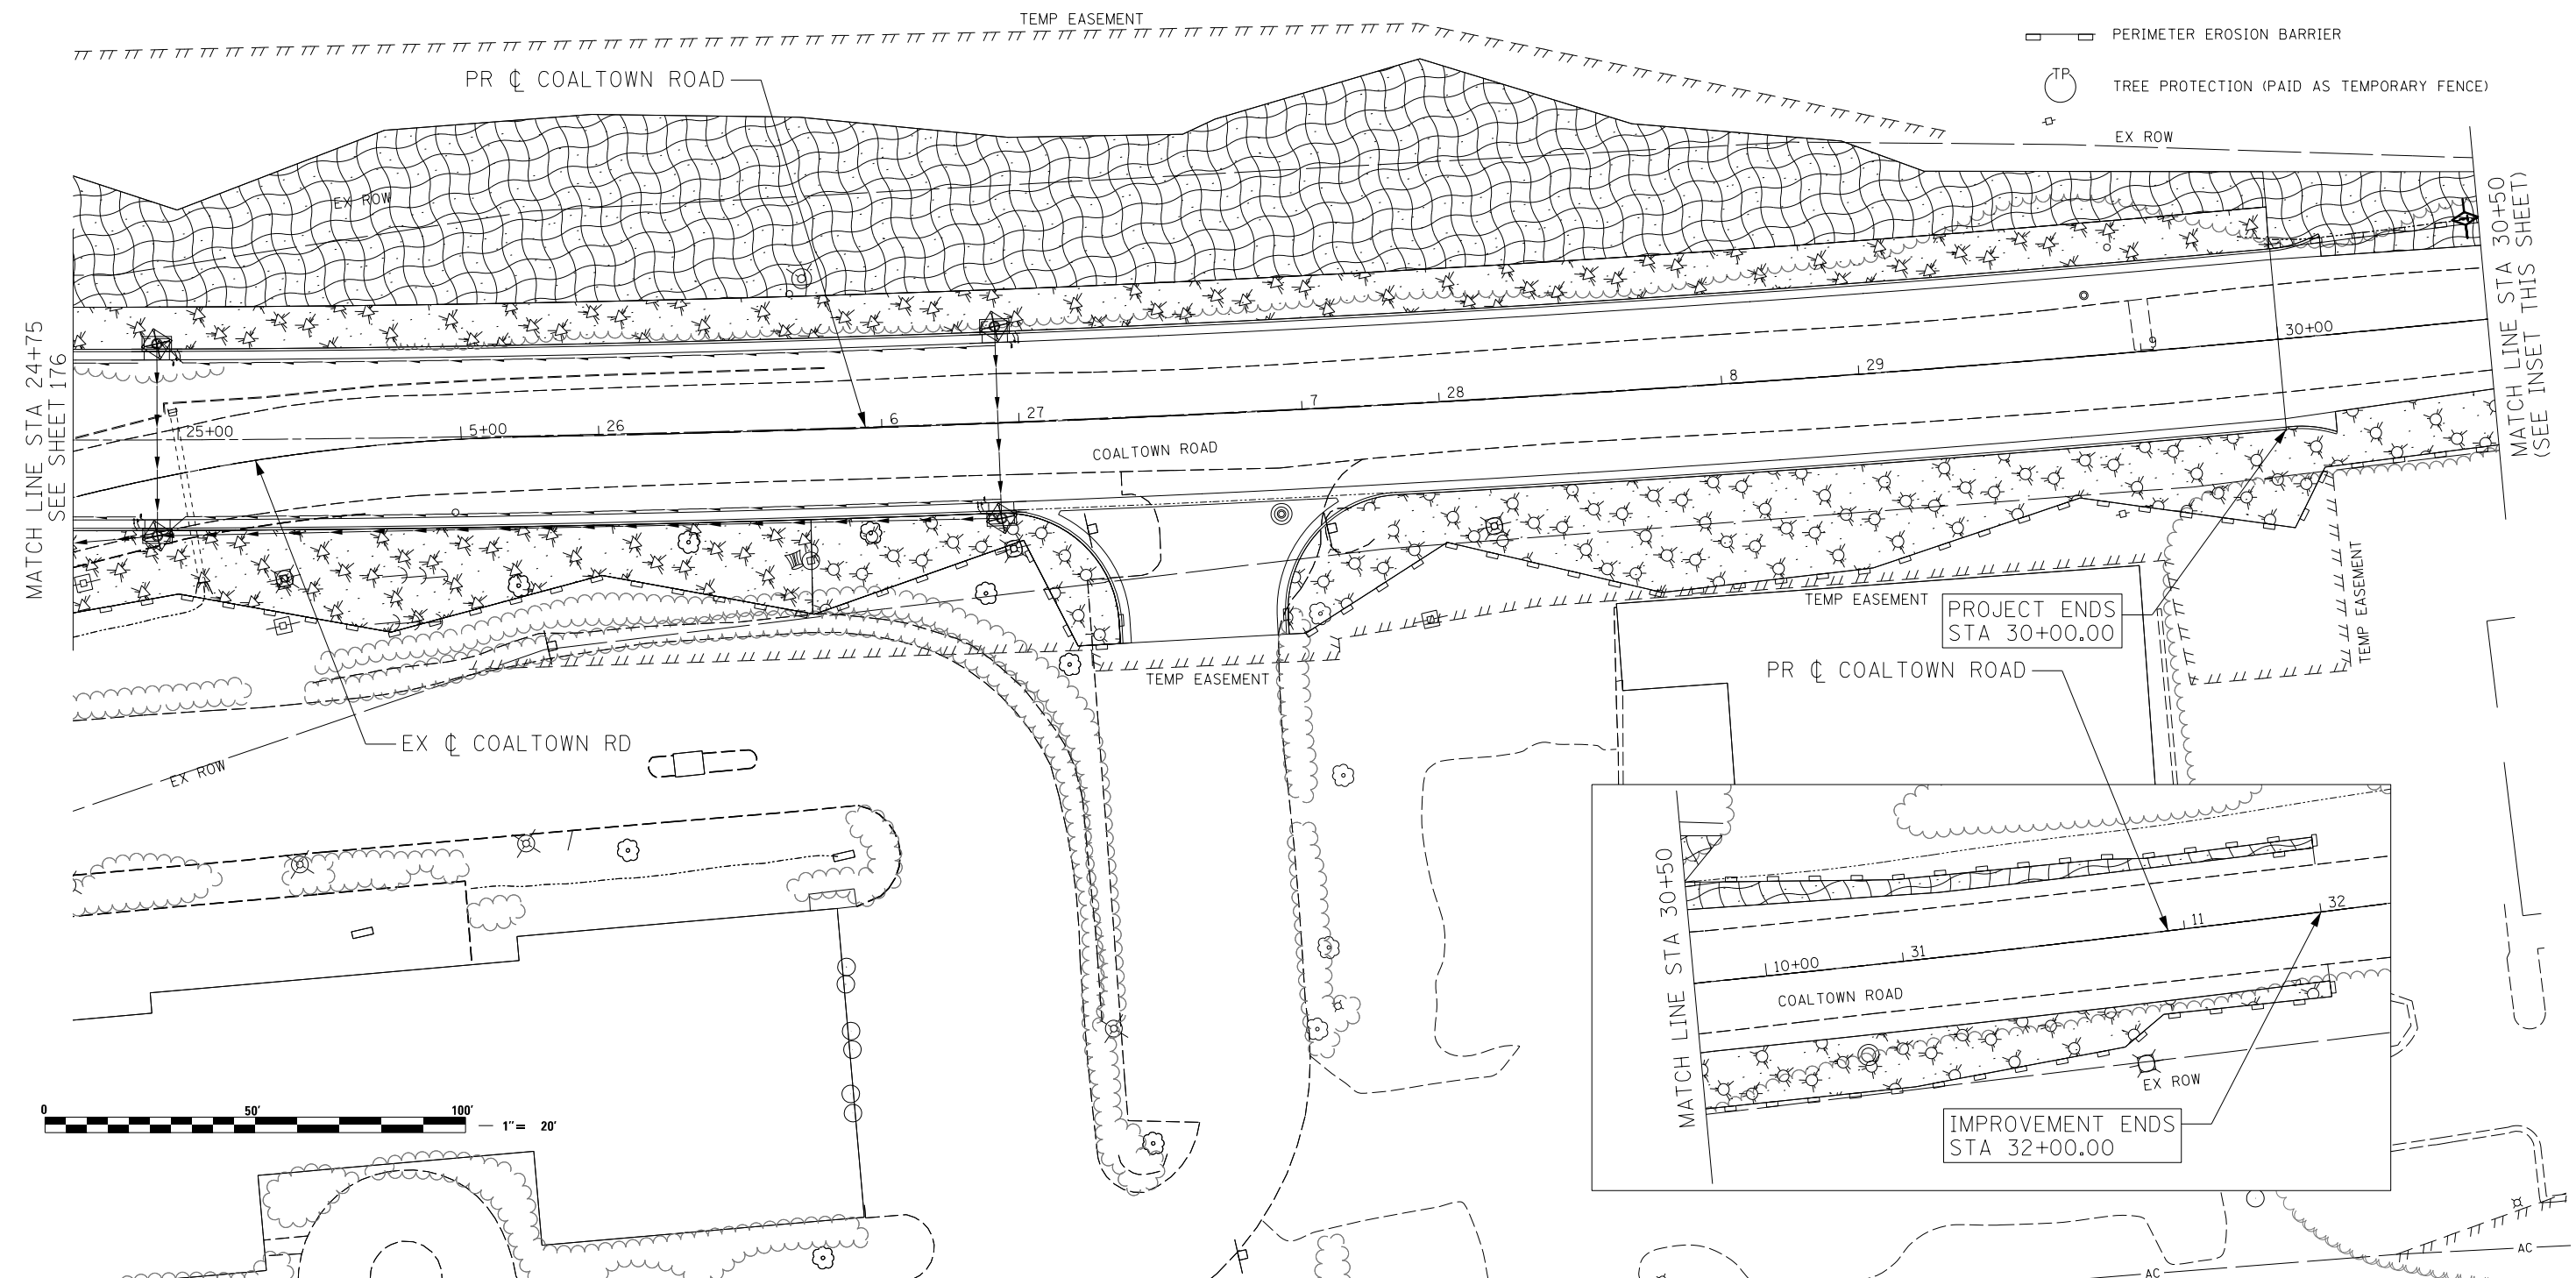 TEMP EASEMENT
PERIMETER EROSION BARRIER
PR ℄ COALTOWN ROAD
TP
TREE PROTECTION (PAID AS TEMPORARY FENCE)
EX ROW
EX ROW
MATCH LINE STA 24+75
SEE SHEET 176
MATCH LINE STA 30+50
(SEE INSET THIS SHEET)
25+00
5+00
26
6
27
7
28
8
29
9
30+00
COALTOWN ROAD
TEMP EASEMENT
TEMP EASEMENT
PROJECT ENDS
STA 30+00.00
TEMP EASEMENT
PR ℄ COALTOWN ROAD
EX ℄ COALTOWN RD
EX ROW
MATCH LINE STA 30+50
10+00
31
11
32
COALTOWN ROAD
EX ROW
IMPROVEMENT ENDS
STA 32+00.00
0
50'
100'
1"= 20'
AC
AC